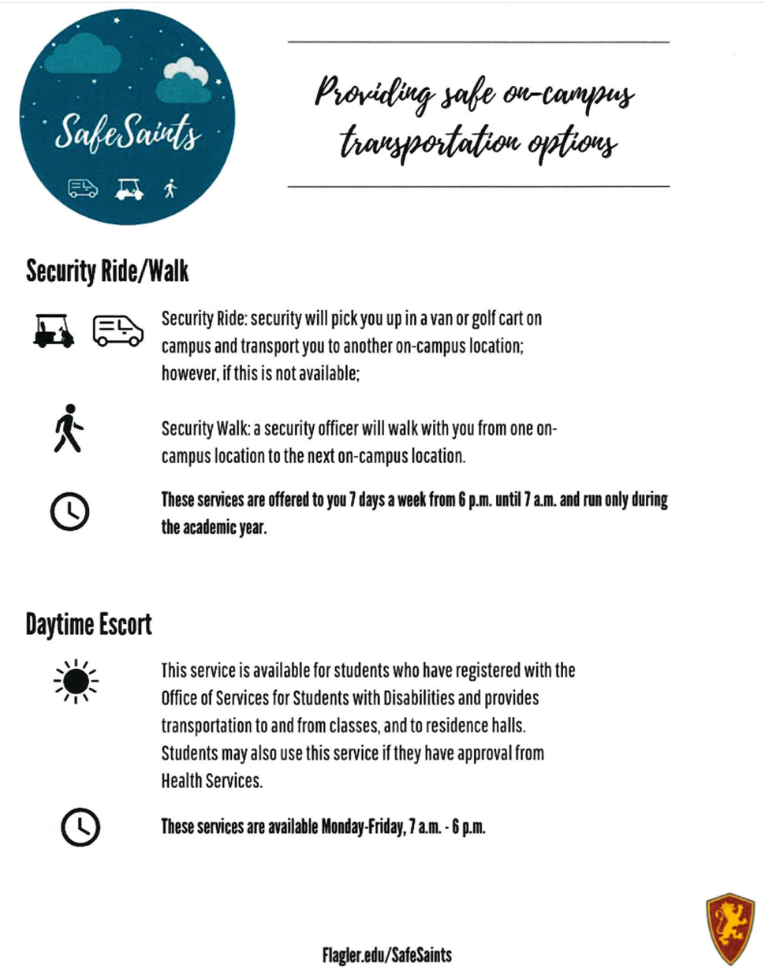 SafeSaints
Providing safe on-campus
transportation options
Security Ride/Walk
Security Ride: security will pick you up in a van or golf cart on
campus and transport you to another on-campus location;
however, if this is not available;
Security Walk: a security officer will walk with you from one on-
campus location to the next on-campus location.
These services are offered to you 7 days a week from 6 p.m. until 7 a.m. and run only during
the academic year.
Daytime Escort
This service is available for students who have registered with the
Office of Services for Students with Disabilities and provides
transportation to and from classes, and to residence halls.
Students may also use this service if they have approval from
Health Services.
These services are available Monday-Friday, 7 a.m. - 6 p.m.
Flagler.edu/SafeSaints